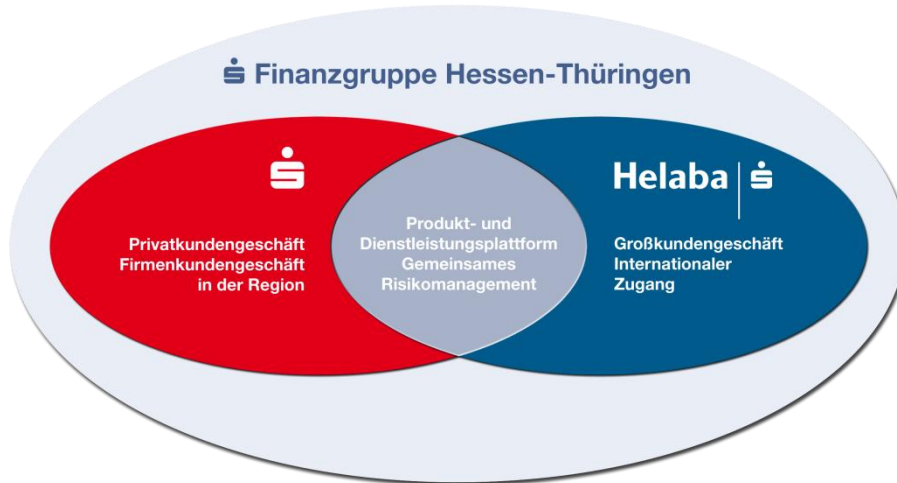 Finanzgruppe Hessen-Thüringen
Privatkundengeschäft
Firmenkundengeschäft
in der Region
Produkt- und
Dienstleistungsplattform
Gemeinsames
Risikomanagement
Helaba
Großkundengeschäft
Internationaler
Zugang